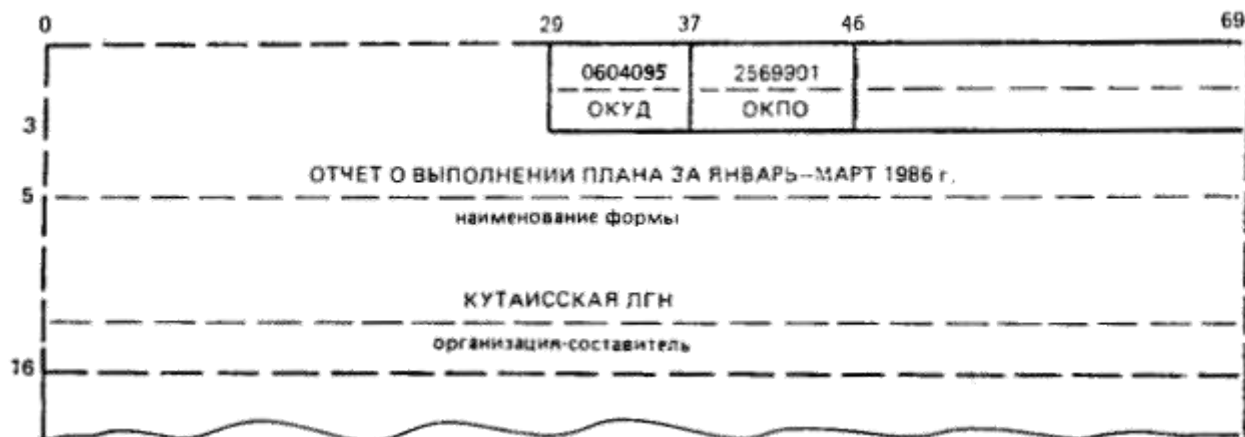 0 29 37 46 69
0604095 2569901
ОКУД ОКПО
3
ОТЧЕТ О ВЫПОЛНЕНИИ ПЛАНА ЗА ЯНВАРЬ–МАРТ 1986 г.
5
наименование формы
КУТАИССКАЯ ЛГН
организация-составитель
16